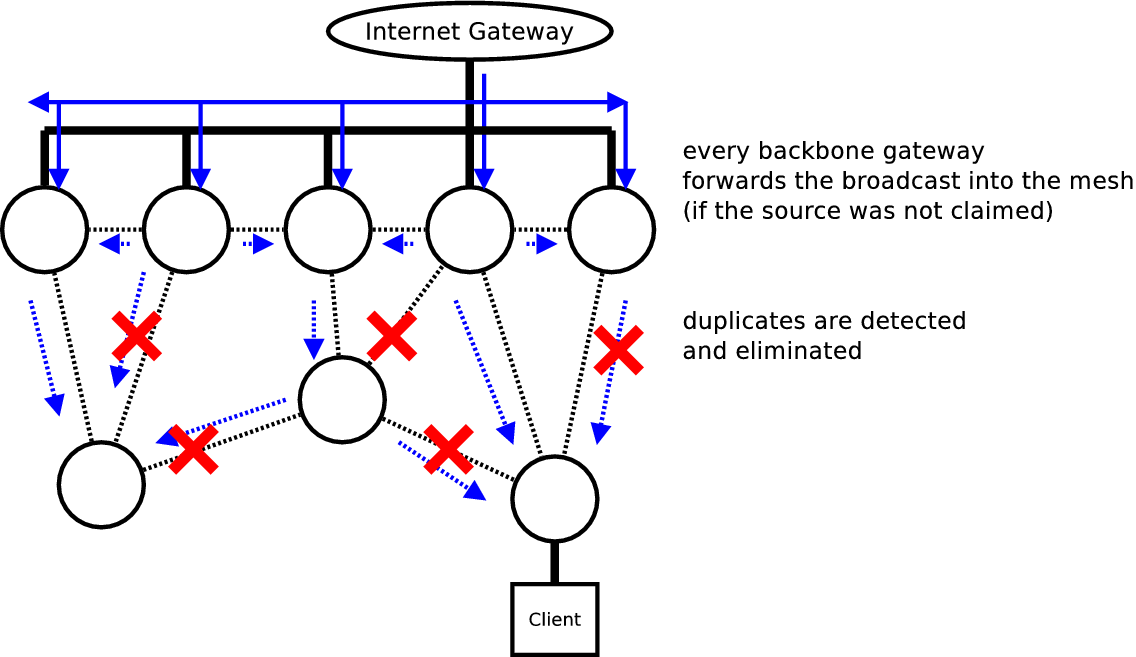 Internet Gateway
every backbone gateway
forwards the broadcast into the mesh
(if the source was not claimed)
duplicates are detected
and eliminated
Client